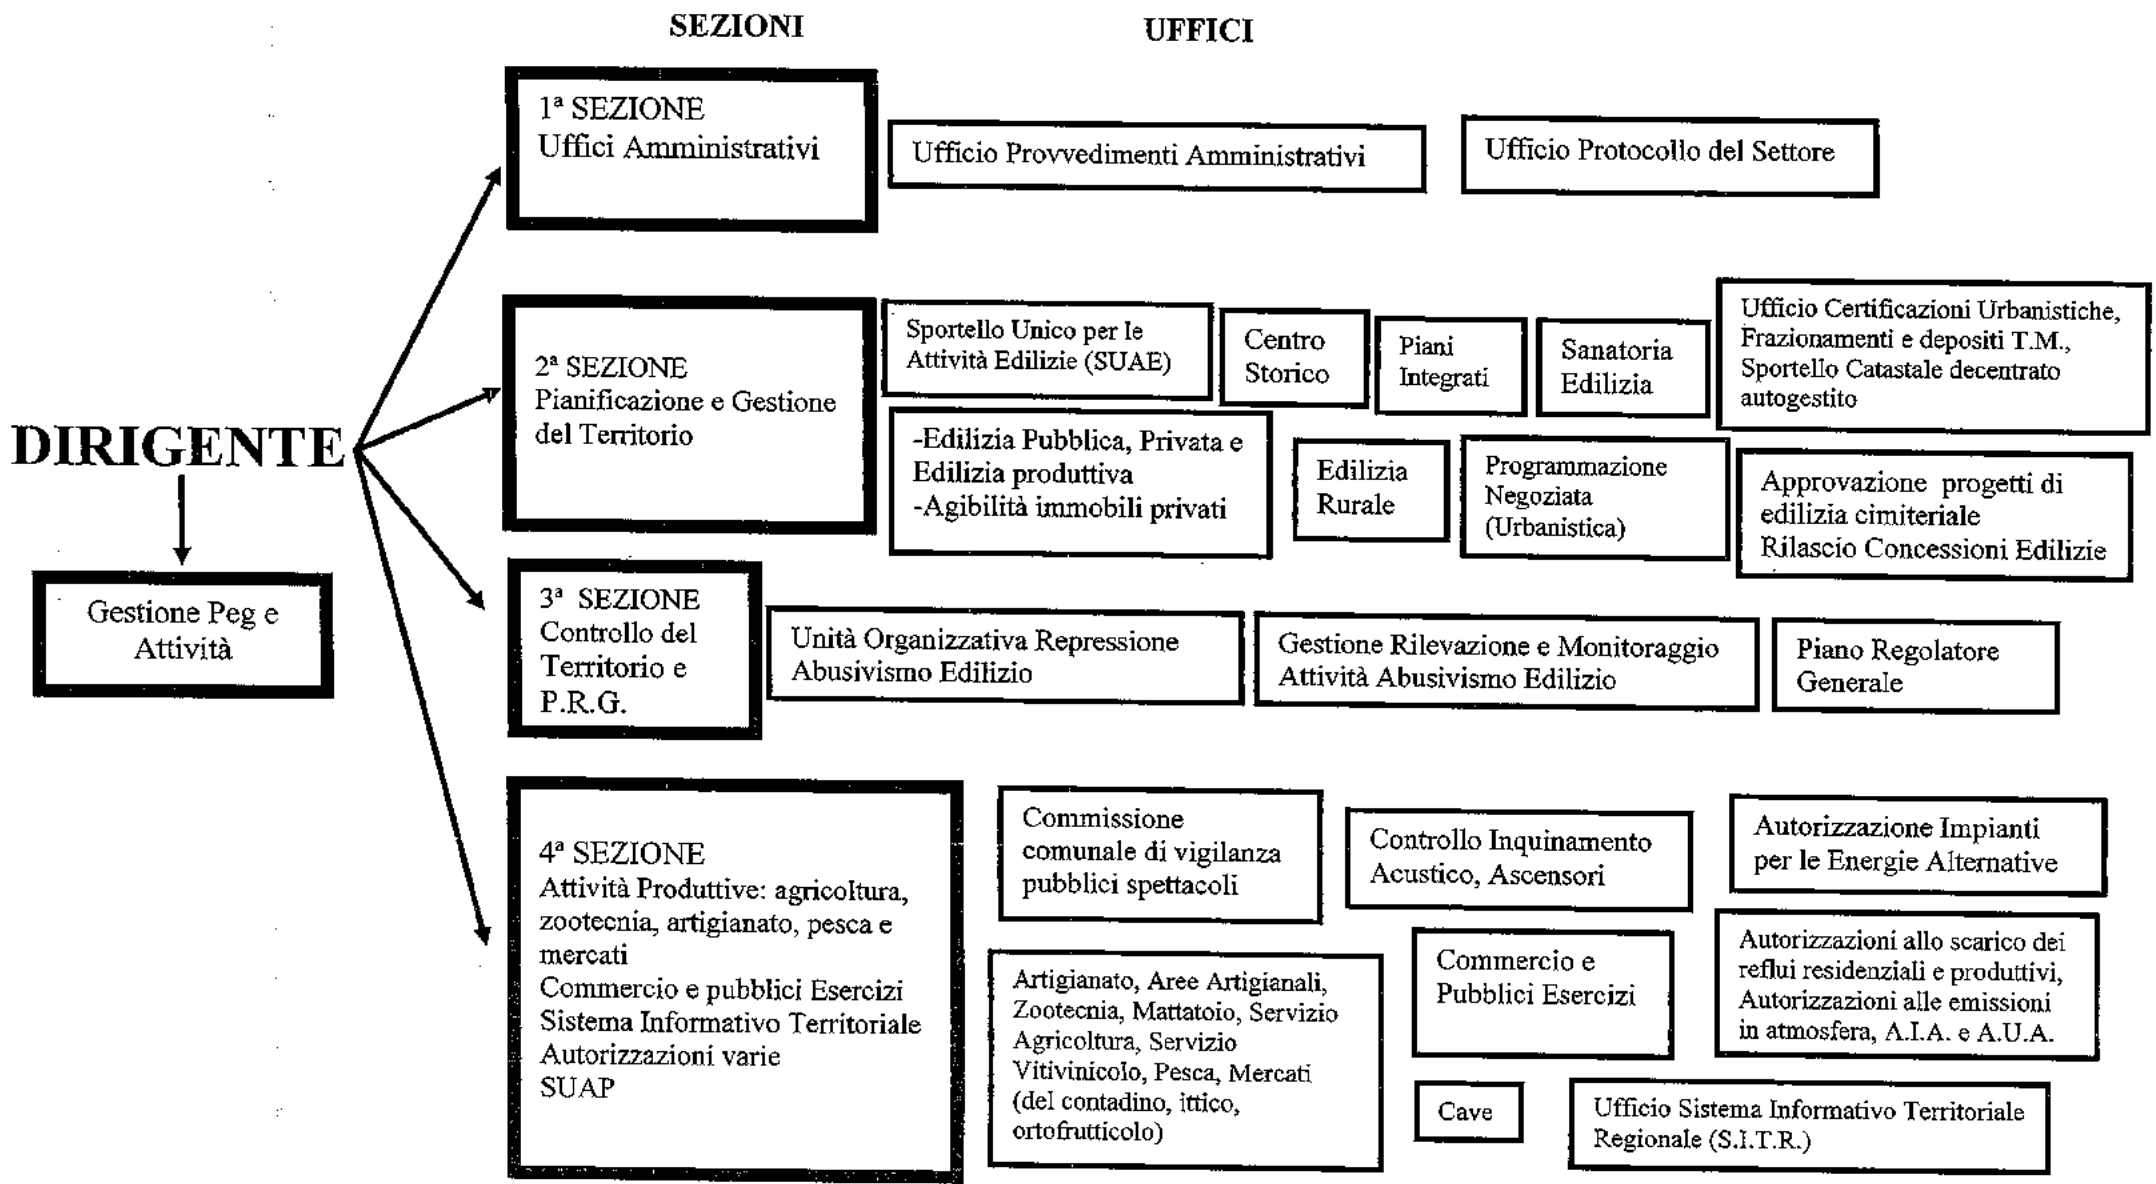 SEZIONI
UFFICI
1ª SEZIONE
Uffici Amministrativi
Ufficio Provvedimenti Amministrativi
Ufficio Protocollo del Settore
DIRIGENTE
Gestione Peg e
Attività
2ª SEZIONE
Pianificazione e Gestione
del Territorio
Sportello Unico per le
Attività Edilizie (SUAE)
Centro
Storico
Piani
Integrati
Sanatoria
Edilizia
Ufficio Certificazioni Urbanistiche,
Frazionamenti e depositi T.M.,
Sportello Catastale decentrato
autogestito
-Edilizia Pubblica, Privata e
Edilizia produttiva
-Agibilità immobili privati
Edilizia
Rurale
Programmazione
Negoziata
(Urbanistica)
Approvazione progetti di
edilizia cimiteriale
Rilascio Concessioni Edilizie
3ª SEZIONE
Controllo del
Territorio e
P.R.G.
Unità Organizzativa Repressione
Abusivismo Edilizio
Gestione Rilevazione e Monitoraggio
Attività Abusivismo Edilizio
Piano Regolatore
Generale
4ª SEZIONE
Attività Produttive: agricoltura,
zootecnia, artigianato, pesca e
mercati
Commercio e pubblici Esercizi
Sistema Informativo Territoriale
Autorizzazioni varie
SUAP
Commissione
comunale di vigilanza
pubblici spettacoli
Controllo Inquinamento
Acustico, Ascensori
Autorizzazione Impianti
per le Energie Alternative
Artigianato, Aree Artigianali,
Zootecnia, Mattatoio, Servizio
Agricoltura, Servizio
Vitivinicolo, Pesca, Mercati
(del contadino, ittico,
ortofrutticolo)
Commercio e
Pubblici Esercizi
Autorizzazioni allo scarico dei
reflui residenziali e produttivi,
Autorizzazioni alle emissioni
in atmosfera, A.I.A. e A.U.A.
Cave
Ufficio Sistema Informativo Territoriale
Regionale (S.I.T.R.)